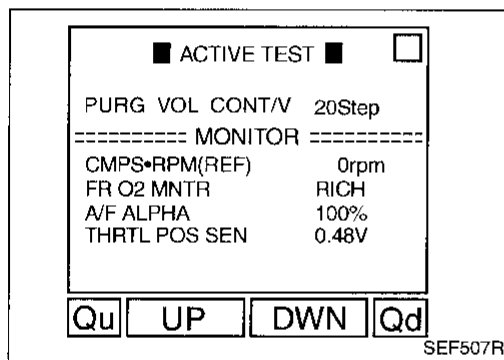 ■ ACTIVE TEST ■
PURG VOL CONT/V 20Step
========== MONITOR ==========
CMPS•RPM(REF) 0rpm
FR O2 MNTR RICH
A/F ALPHA 100%
THRTL POS SEN 0.48V
Qu UP DWN Qd
SEF507R